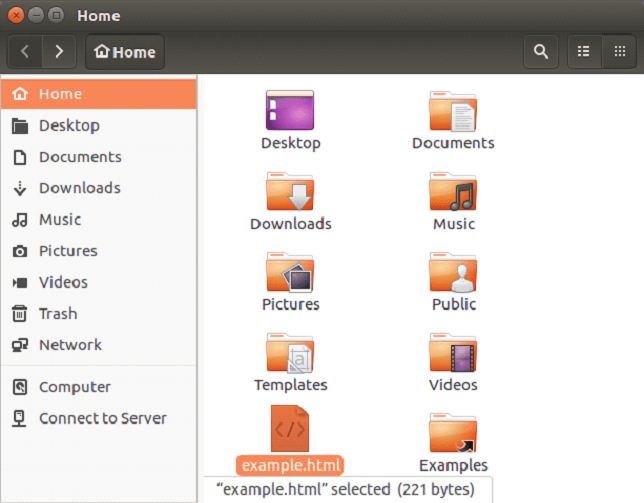 Home
Home
Home
Desktop
Documents
Downloads
Music
Pictures
Videos
Trash
Network
Computer
Connect to Server
Desktop
Documents
Downloads
Music
Pictures
Public
a
Templates
Videos
</>
example.html
Examples
“example.html” selected (221 bytes)